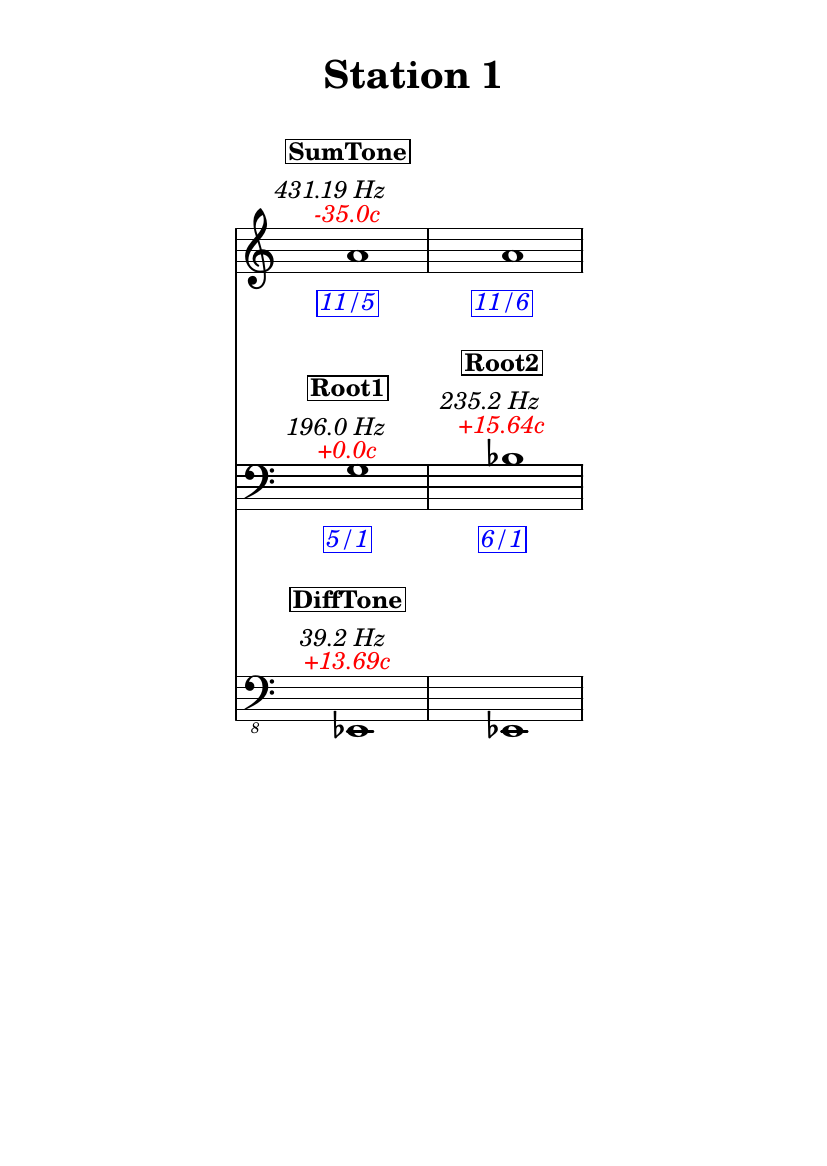 Station 1
SumTone
431.19 Hz
-35.0c
11/5
11/6
Root1
196.0 Hz
+0.0c
Root2
235.2 Hz
+15.64c
5/1
6/1
DiffTone
39.2 Hz
+13.69c
8